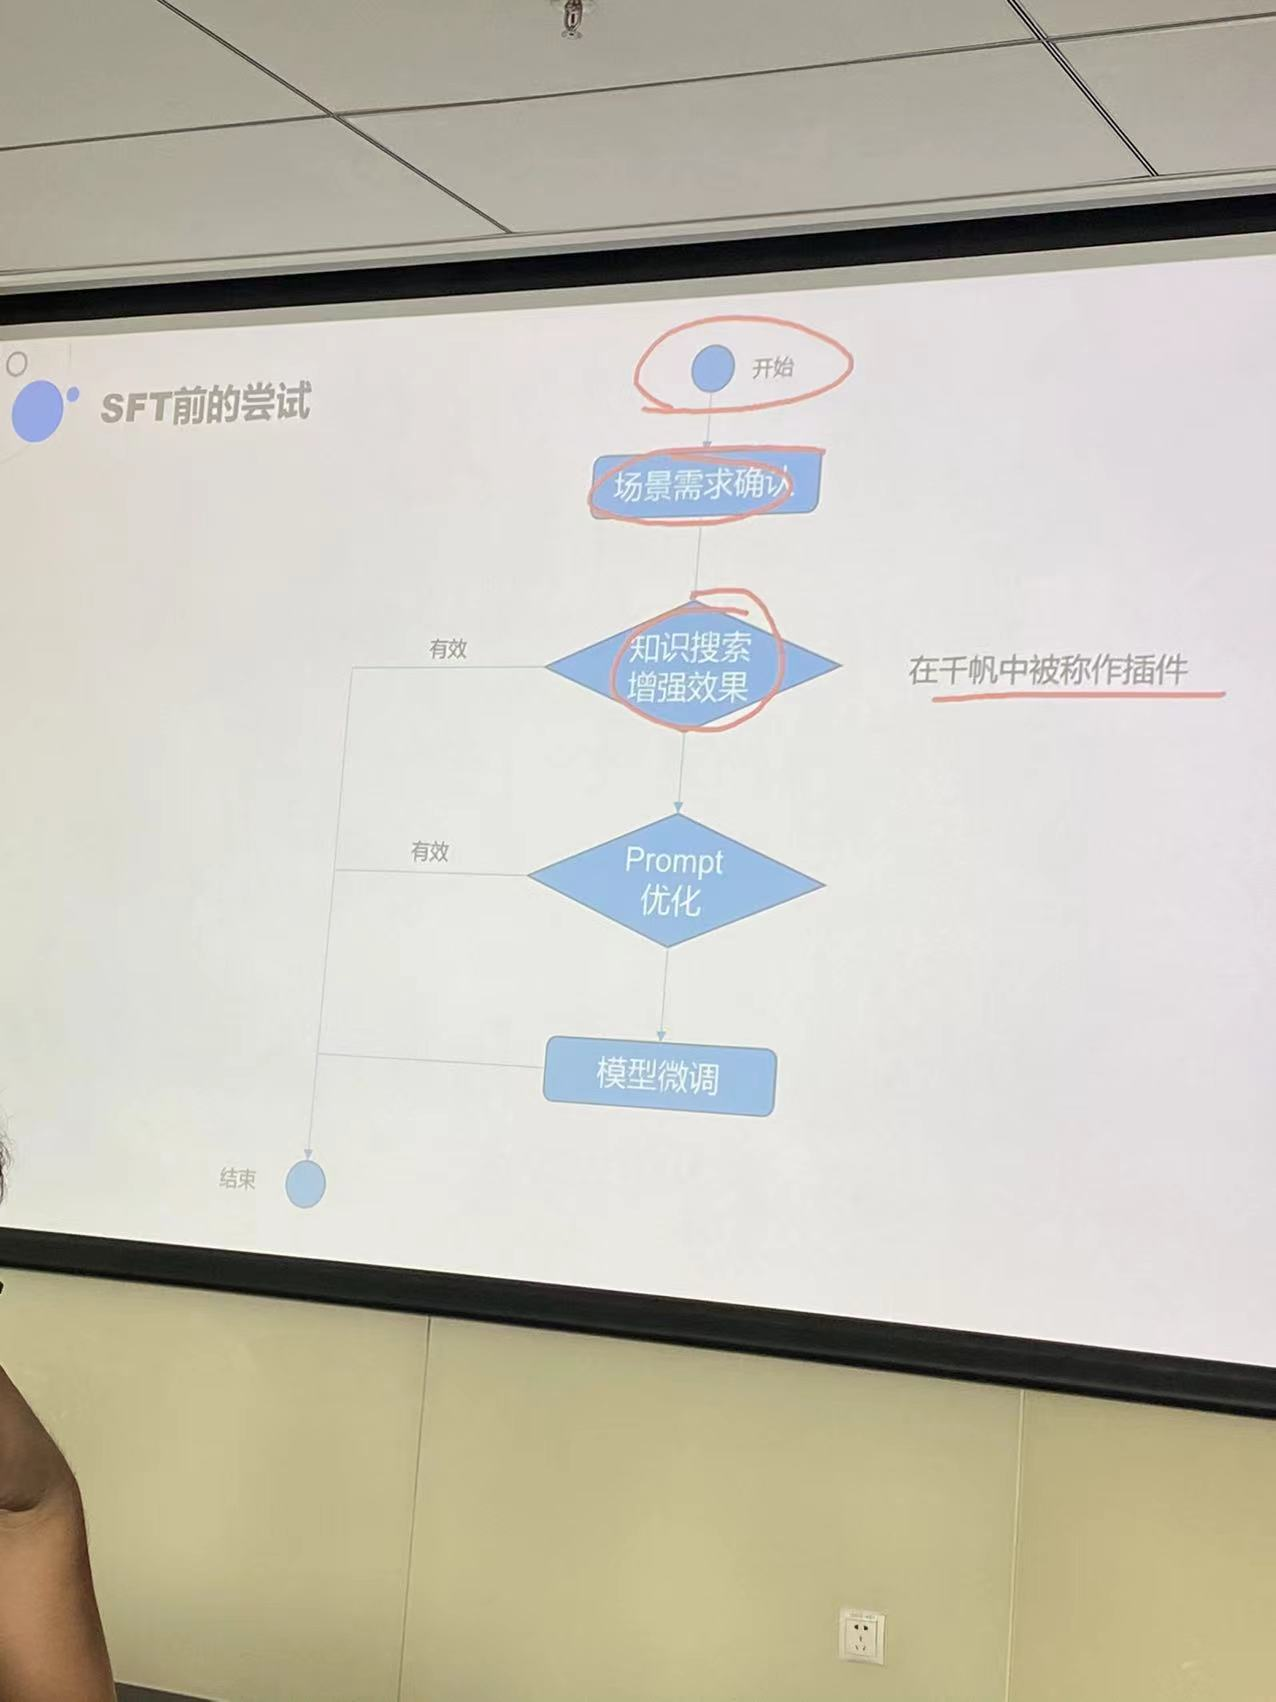 SFT前的尝试
开始
场景需求确认
知识搜索
增强效果
有效
在千帆中被称作插件
Prompt
优化
有效
模型微调
结束